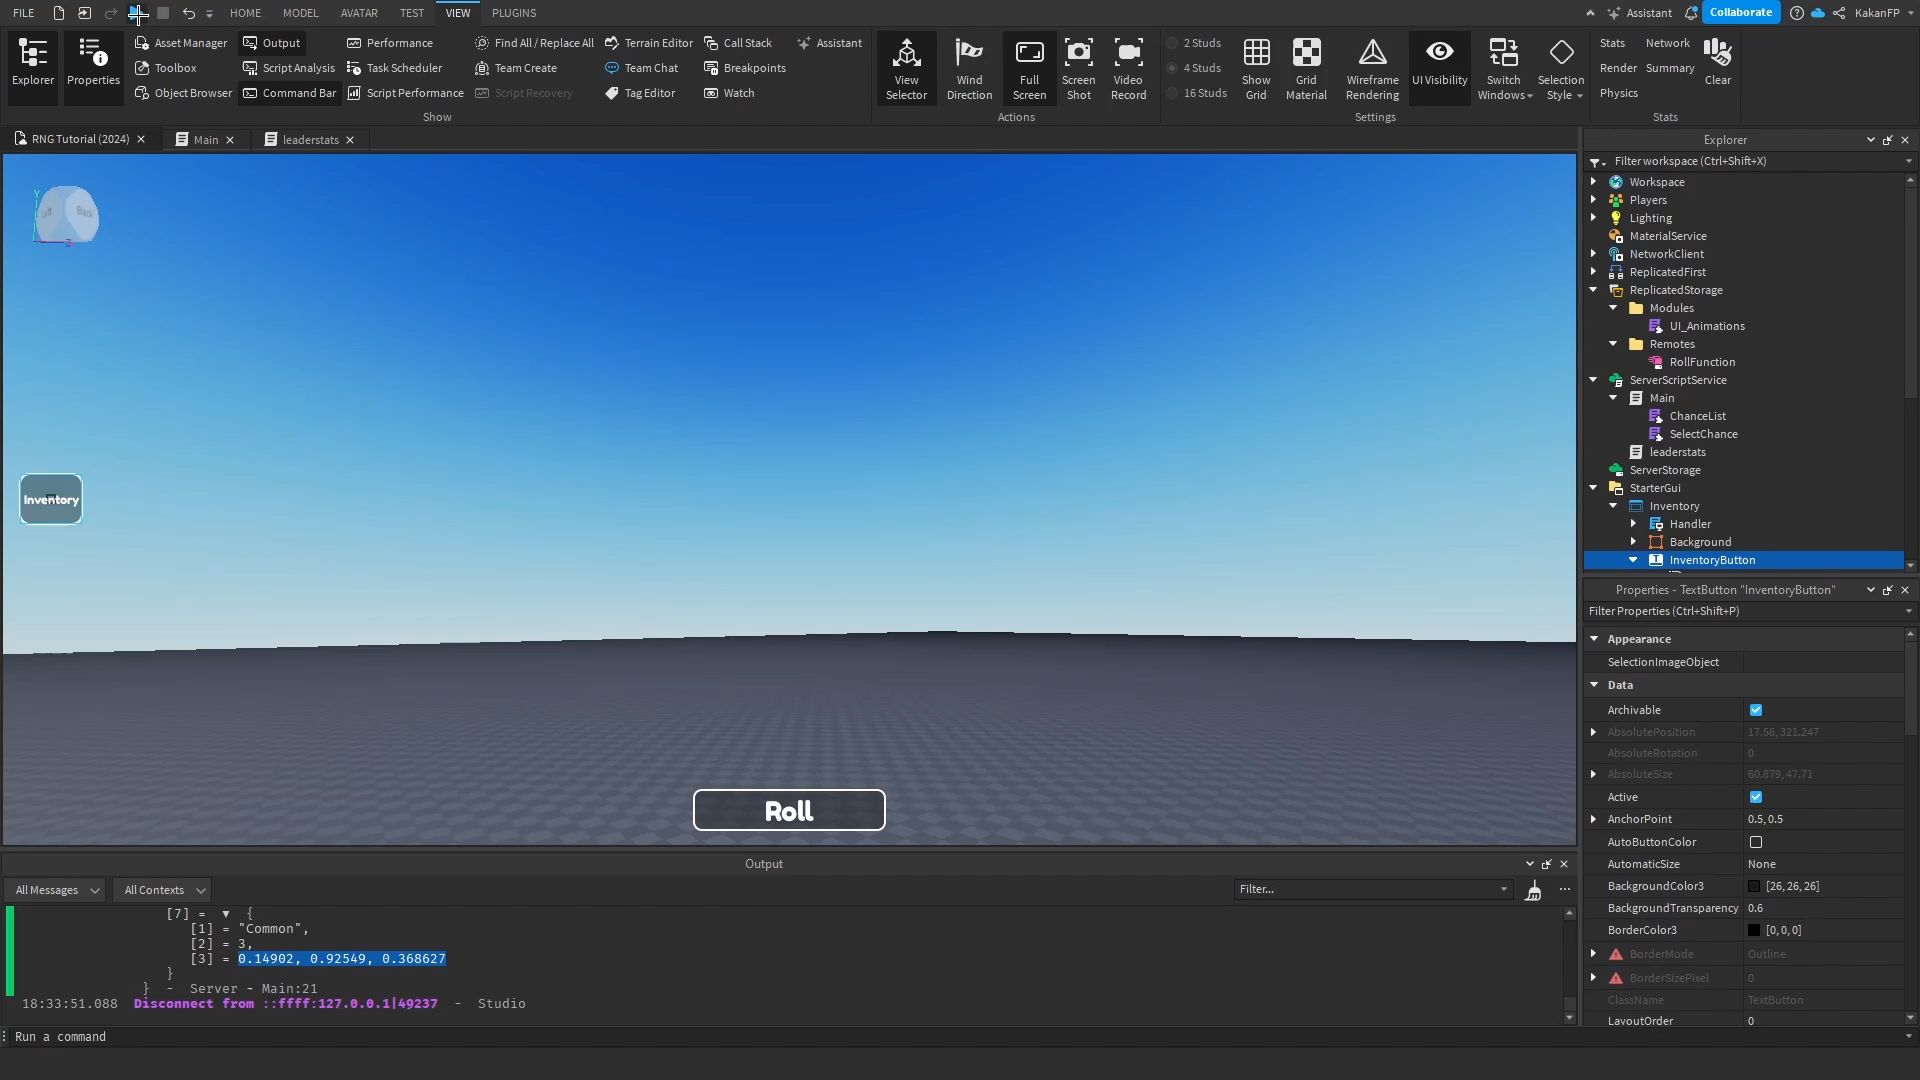 FILE HOME MODEL AVATAR TEST VIEW PLUGINS Assistant Collaborate KakanFP
Explorer
Properties
Asset Manager
Toolbox
Object Browser
Output
Script Analysis
Command Bar
Performance
Task Scheduler
Script Performance
Find All / Replace All
Team Create
Script Recovery
Terrain Editor
Team Chat
Tag Editor
Call Stack
Breakpoints
Watch
Assistant
Show
View Selector
Wind Direction
Full Screen
Screen Shot
Video Record
Actions
2 Studs
4 Studs
16 Studs
Show Grid
Grid Material
Wireframe Rendering
UI Visibility
Switch Windows
Selection Style
Settings
Stats
Render
Physics
Network
Summary
Clear
Stats
RNG Tutorial (2024)
Main
leaderstats
Y
Left
Back
Z
Inventory
Roll
Output
All Messages
All Contexts
Filter...
[7] = ▼ {
[1] = "Common",
[2] = 3,
[3] = 0.14902, 0.92549, 0.368627
}
} - Server - Main:21
18:33:51.088 Disconnect from ::ffff:127.0.0.1|49237 - Studio
Run a command
Explorer
Filter workspace (Ctrl+Shift+X)
Workspace
Players
Lighting
MaterialService
NetworkClient
ReplicatedFirst
ReplicatedStorage
Modules
UI_Animations
Remotes
RollFunction
ServerScriptService
Main
ChanceList
SelectChance
leaderstats
ServerStorage
StarterGui
Inventory
Handler
Background
InventoryButton
Properties - TextButton "InventoryButton"
Filter Properties (Ctrl+Shift+P)
Appearance
SelectionImageObject
Data
Archivable
AbsolutePosition 17.56, 321.247
AbsoluteRotation 0
AbsoluteSize 60.879, 47.71
Active
AnchorPoint 0.5, 0.5
AutoButtonColor
AutomaticSize None
BackgroundColor3 [26, 26, 26]
BackgroundTransparency 0.6
BorderColor3 [0, 0, 0]
BorderMode Outline
BorderSizePixel 0
ClassName TextButton
LayoutOrder 0